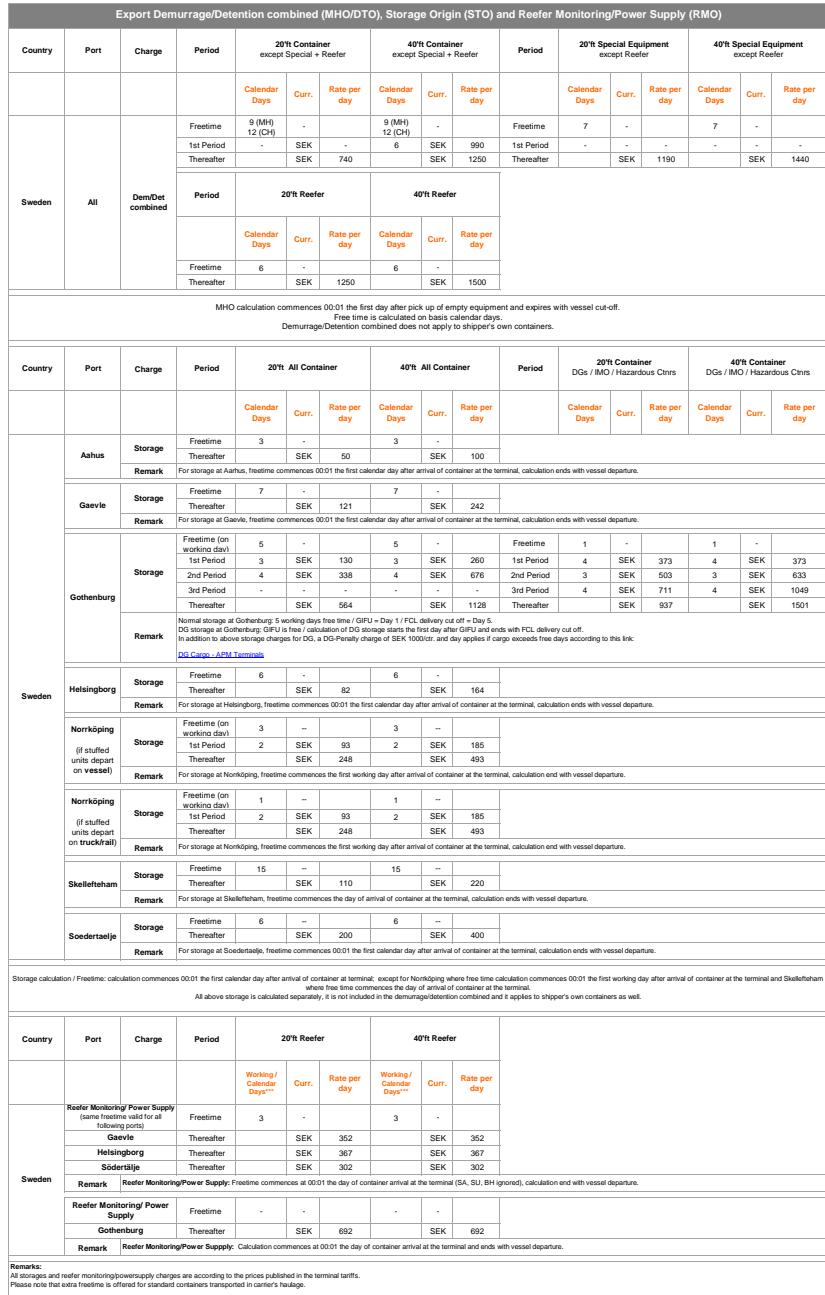 Export Demurrage/Detention combined (MHO/DTO), Storage Origin (STO) and Reefer Monitoring/Power Supply (RMO)
Country Port Charge Period 20'ft Container except Special + Reefer 40'ft Container except Special + Reefer Period 20'ft Special Equipment except Reefer 40'ft Special Equipment except Reefer
Calendar Days Curr. Rate per day Calendar Days Curr. Rate per day Calendar Days Curr. Rate per day Calendar Days Curr. Rate per day
Sweden All Dem/Det combined
Freetime 9 (MH) 12 (CH) - 9 (MH) 12 (CH) - Freetime 7 - 7 -
1st Period - SEK - 6 SEK 990 1st Period - - - - - -
Thereafter SEK 740 SEK 1250 Thereafter SEK 1190 SEK 1440
Period 20'ft Reefer 40'ft Reefer
Calendar Days Curr. Rate per day Calendar Days Curr. Rate per day
Freetime 6 - 6 -
Thereafter SEK 1250 SEK 1500
MHO calculation commences 00:01 the first day after pick up of empty equipment and expires with vessel cut-off.
Free time is calculated on basis calendar days.
Demurrage/Detention combined does not apply to shipper's own containers.
Country Port Charge Period 20'ft All Container 40'ft All Container Period 20'ft Container DGs / IMO / Hazardous Ctnrs 40'ft Container DGs / IMO / Hazardous Ctnrs
Calendar Days Curr. Rate per day Calendar Days Curr. Rate per day Calendar Days Curr. Rate per day Calendar Days Curr. Rate per day
Sweden
Aahus Storage Freetime 3 - 3 -
Thereafter SEK 50 SEK 100
Remark For storage at Aarhus, freetime commences 00:01 the first calendar day after arrival of container at the terminal, calculation ends with vessel departure.
Gaevle Storage Freetime 7 - 7 -
Thereafter SEK 121 SEK 242
Remark For storage at Gaevle, freetime commences 00:01 the first calendar day after arrival of container at the terminal, calculation ends with vessel departure.
Gothenburg Storage Freetime (on working day) 5 - 5 - Freetime 1 - 1 -
1st Period 3 SEK 130 3 SEK 260 1st Period 4 SEK 373 4 SEK 373
2nd Period 4 SEK 338 4 SEK 676 2nd Period 3 SEK 503 3 SEK 633
3rd Period - - - - - - 3rd Period 4 SEK 711 4 SEK 1049
Thereafter SEK 564 SEK 1128 Thereafter SEK 937 SEK 1501
Remark Normal storage at Gothenburg: 5 working days free time / GIFU = Day 1 / FCL delivery cut off = Day 5.
DG storage at Gothenburg: GIFU is free / calculation of DG storage starts the first day after GIFU and ends with FCL delivery cut off.
In addition to above storage charges for DG, a DG-Penalty charge of SEK 1000/ctr. and day applies if cargo exceeds free days according to this link:
DG Cargo - APM Terminals
Helsingborg Storage Freetime 6 - 6 -
Thereafter SEK 82 SEK 164
Remark For storage at Helsingborg, freetime commences 00:01 the first calendar day after arrival of container at the terminal, calculation ends with vessel departure.
Norrköping (if stuffed units depart on vessel) Storage Freetime (on working day) 3 -- 3 --
1st Period 2 SEK 93 2 SEK 185
Thereafter SEK 248 SEK 493
Remark For storage at Norrköping, freetime commences the first working day after arrival of container at the terminal, calculation end with vessel departure.
Norrköping (if stuffed units depart on truck/rail) Storage Freetime (on working day) 1 -- 1 --
1st Period 2 SEK 93 2 SEK 185
Thereafter SEK 248 SEK 493
Remark For storage at Norrköping, freetime commences the first working day after arrival of container at the terminal, calculation ends with vessel departure.
Skellefteham Storage Freetime 15 -- 15 --
Thereafter SEK 110 SEK 220
Remark For storage at Skellefteham, freetime commences the day of arrival of container at the terminal, calculation ends with vessel departure.
Soedertaelje Storage Freetime 6 -- 6 --
Thereafter SEK 200 SEK 400
Remark For storage at Soedertaelje, freetime commences 00:01 the first calendar day after arrival of container at the terminal, calculation ends with vessel departure.
Storage calculation / Freetime: calculation commences 00:01 the first calendar day after arrival of container at terminal; except for Norrköping where free time calculation commences 00:01 the first working day after arrival of container at the terminal and Skellefteham
where free time commences the day of arrival of container at the terminal.
All above storage is calculated separately, it is not included in the demurrage/detention combined and it applies to shipper's own containers as well.
Country Port Charge Period 20'ft Reefer 40'ft Reefer
Working / Calendar Days*** Curr. Rate per day Working / Calendar Days*** Curr. Rate per day
Sweden
Reefer Monitoring/ Power Supply (same freetime valid for all following ports) Freetime 3 - 3 -
Gaevle Thereafter SEK 352 SEK 352
Helsingborg Thereafter SEK 367 SEK 367
Södertälje Thereafter SEK 302 SEK 302
Remark Reefer Monitoring/Power Supply: Freetime commences at 00:01 the day of container arrival at the terminal (SA, SU, BH ignored), calculation end with vessel departure.
Reefer Monitoring/ Power Supply Freetime - - - -
Gothenburg Thereafter SEK 692 SEK 692
Remark Reefer Monitoring/Power Suppply: Calculation commences at 00:01 the day of container arrival at the terminal and ends with vessel departure.
Remarks:
All storages and reefer monitoring/powersupply charges are according to the prices published in the terminal tariffs.
Please note that extra freetime is offered for standard containers transported in carrier's haulage.